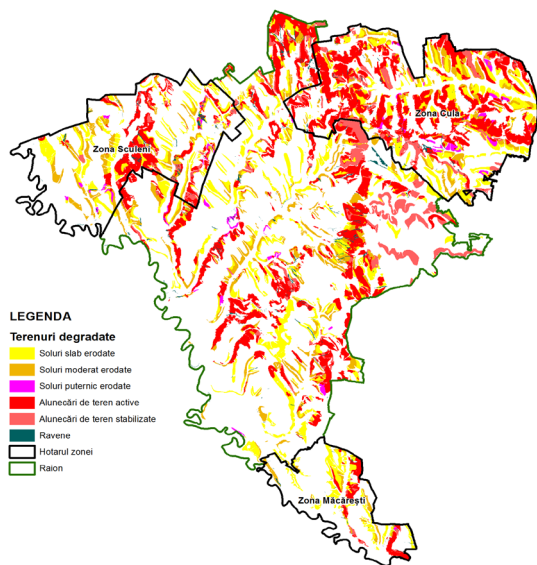 Zona Cula
Zona Sculeni
LEGENDA
Terenuri degradate
Soluri slab erodate
Soluri moderat erodate
Soluri puternic erodate
Alunecări de teren active
Alunecări de teren stabilizate
Ravene
Hotarul zonei
Raion
Zona Măcărești